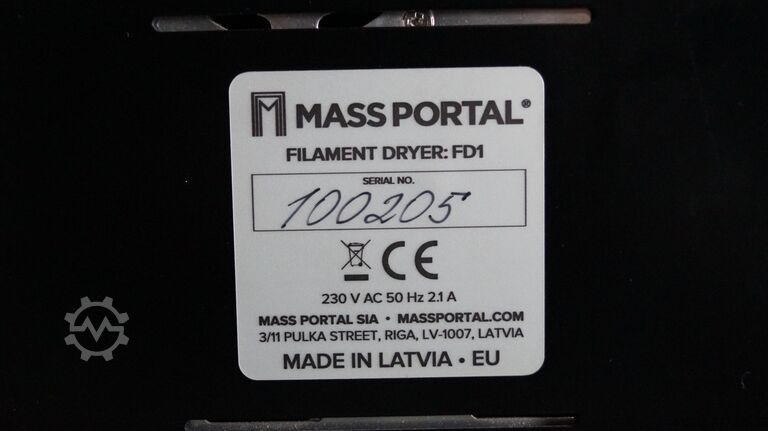 MASS PORTAL®
FILAMENT DRYER: FD1
SERIAL NO.
100205
CE
230 V AC 50 Hz 2.1 A
MASS PORTAL SIA • MASSPORTAL.COM
3/11 PULKA STREET, RIGA, LV-1007, LATVIA
MADE IN LATVIA • EU